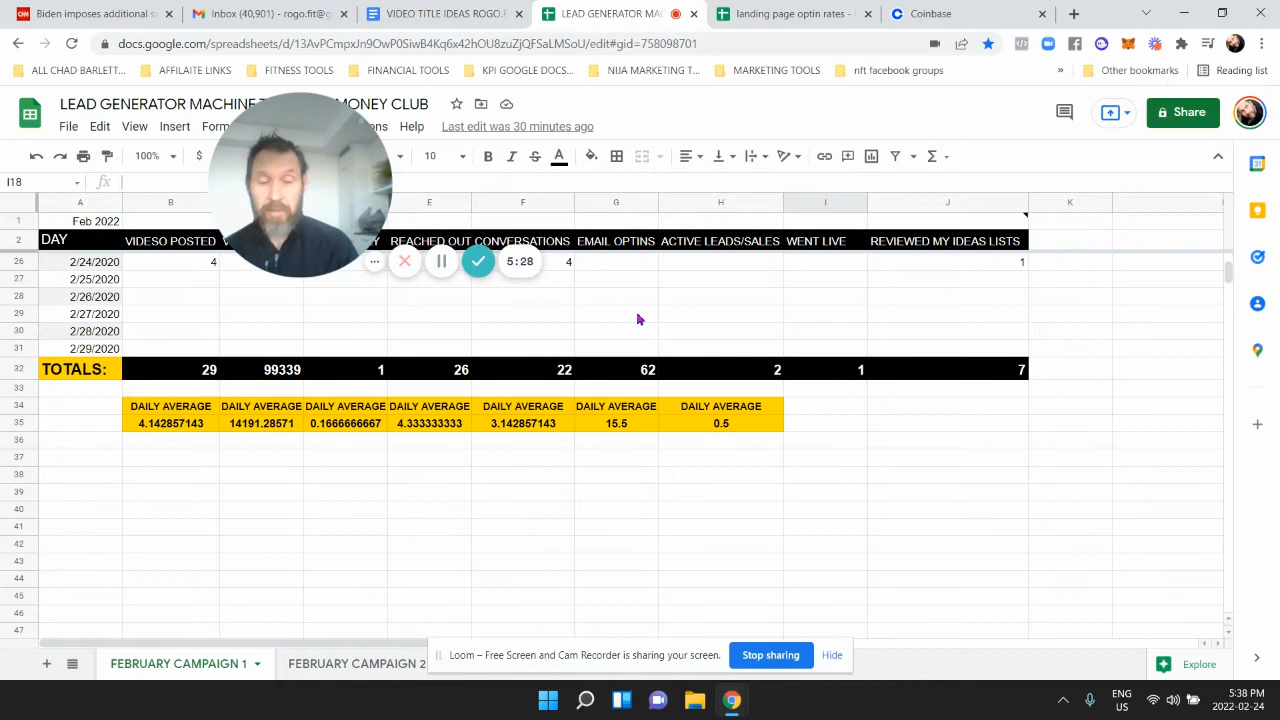 Biden imposes additional s
Inbox (40,901) - rogo.fit@g
VIDEO TITLE IDEAS ROGO.F
LEAD GENERATOR MAC
landing page optin rates -
Coinbase
docs.google.com/spreadsheets/d/13AvPCmpxJn9OwP0SiwB4Kq6x42hOU8zuZjQFSaLMSoU/edit#gid=758098701
ALL CHAD BARLETT...
AFFILAITE LINKS
FITNESS TOOLS
FINANCIAL TOOLS
KPI GOOGLE DOCS...
NIJA MARKETING T...
MARKETING TOOLS
nft facebook groups
»
Other bookmarks
Reading list
LEAD GENERATOR MACHINE MONEY CLUB
File Edit View Insert Help Last edit was 30 minutes ago
Share
100% $ 10 B I S A Σ
I18 fx
A B E F G H I J K
1 Feb 2022
2 DAY VIDESO POSTED REACHED OUT CONVERSATIONS EMAIL OPTINS ACTIVE LEADS/SALES WENT LIVE REVIEWED MY IDEAS LISTS
26 2/24/2020 4 4 1
27 2/25/2020
28 2/26/2020
29 2/27/2020
30 2/28/2020
31 2/29/2020
5:28
32 TOTALS: 29 99339 1 26 22 62 2 1 7
33
34 DAILY AVERAGE DAILY AVERAGE DAILY AVERAGE DAILY AVERAGE DAILY AVERAGE DAILY AVERAGE DAILY AVERAGE
35 4.142857143 14191.28571 0.1666666667 4.333333333 3.142857143 15.5 0.5
36
37
38
39
40
41
42
43
44
45
46
47
FEBRUARY CAMPAIGN 1
FEBRUARY CAMPAIGN 2
Loom – Free Screen and Cam Recorder is sharing your screen.
Stop sharing
Hide
Explore
ENG
US
5:38 PM
2022-02-24